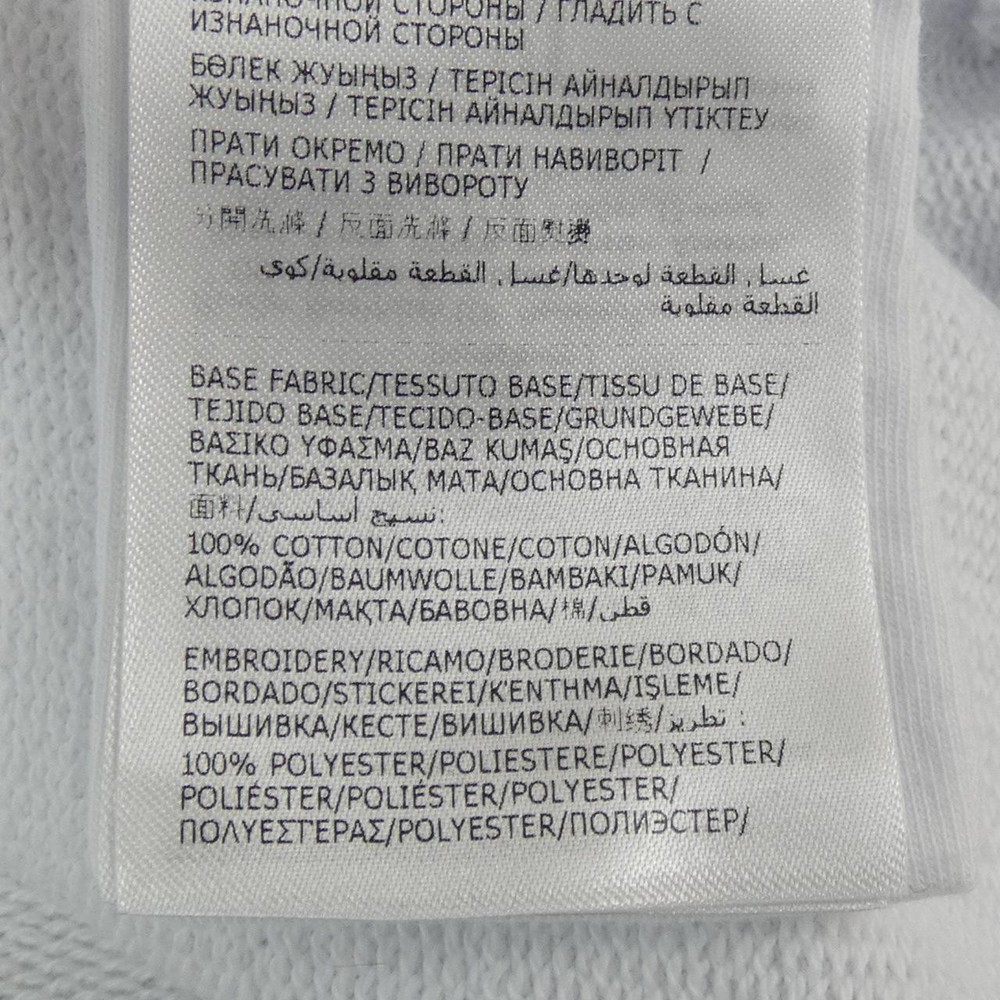 ИЗНАНОЧНОЙ СТОРОНЫ / ГЛАДИТЬ С
ИЗНАНОЧНОЙ СТОРОНЫ
БӨЛЕК ЖУЫҢЫЗ / ТЕРІСІН АЙНАЛДЫРЫП
ЖУЫҢЫЗ / ТЕРІСІН АЙНАЛДЫРЫП ҮТІКТЕУ
ПРАТИ ОКРЕМО / ПРАТИ НАВИВОРІТ /
ПРАСУВАТИ З ВИВОРОТУ
分開洗滌 / 反面洗滌 / 反面熨燙
غسل القطعة لوحدها/غسل القطعة مقلوبة/كوي
القطعة مقلوبة
BASE FABRIC/TESSUTO BASE/TISSU DE BASE/
TEJIDO BASE/TECIDO-BASE/GRUNDGEWEBE/
ΒΑΣΙΚΟ ΥΦΑΣΜΑ/BAZ KUMAŞ/ОСНОВНАЯ
ТКАНЬ/БАЗАЛЫҚ МАТА/ОСНОВНА ТКАНИНА/
面料/نسيج أساسي:
100% COTTON/COTONE/COTON/ALGODÓN/
ALGODÃO/BAUMWOLLE/ΒΑΜΒΆΚΙ/PAMUK/
ХЛОПОК/МАҚТА/БАВОВНА/棉/قطن
EMBROIDERY/RICAMO/BRODERIE/BORDADO/
BORDADO/STICKEREI/ΚΈΝΤΗΜΑ/IŞLEME/
ВЫШИВКА/КЕСТЕ/ВИШИВКА/刺绣/تطريز :
100% POLYESTER/POLIESTERE/POLYESTER/
POLIÉSTER/POLIÉSTER/POLYESTER/
ΠΟΛΥΕΣΤΕΡΑΣ/POLYESTER/ПОЛИЭСТЕР/